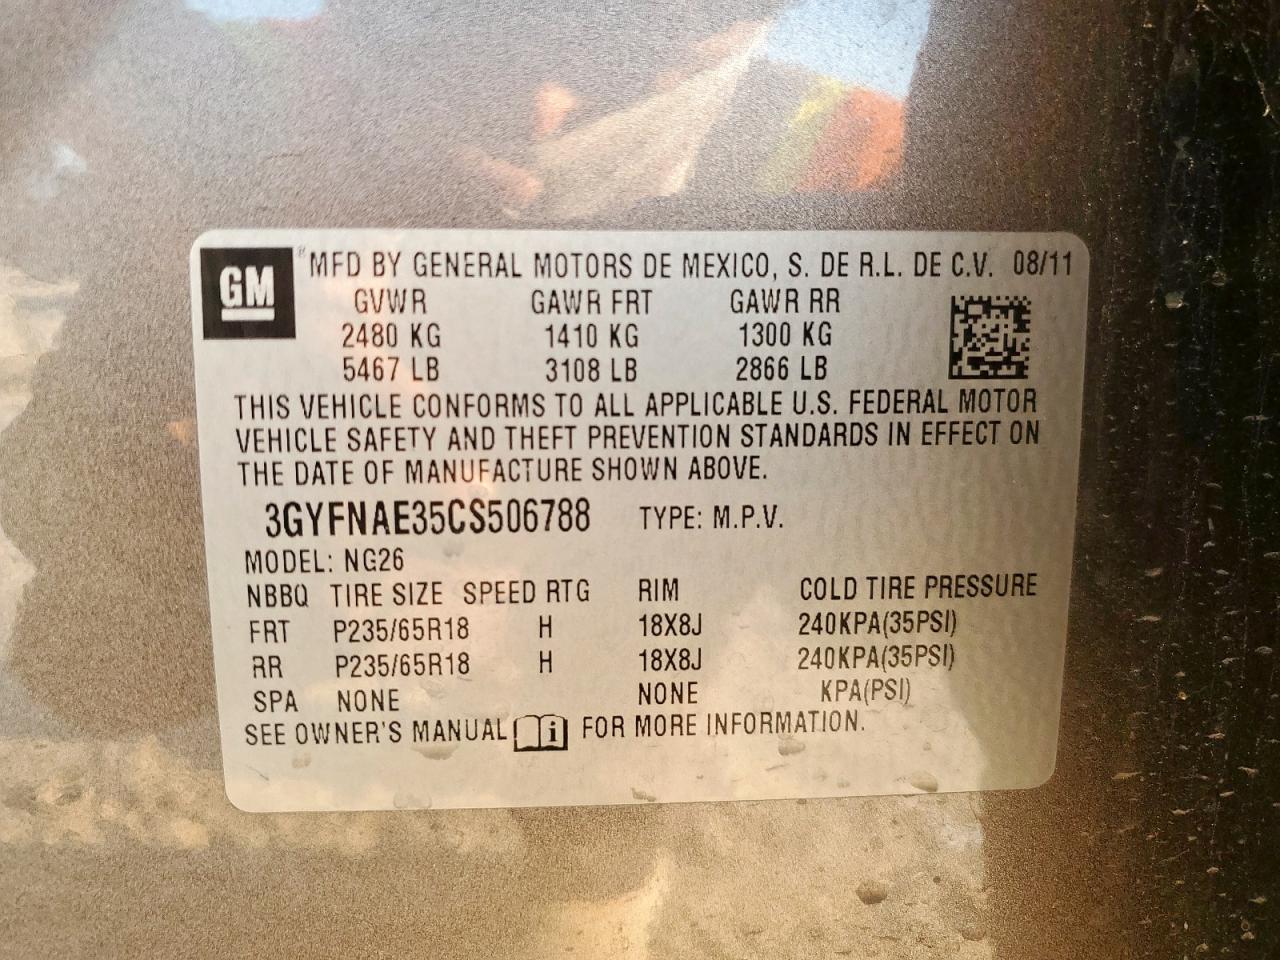 GM
® MFD BY GENERAL MOTORS DE MEXICO, S. DE R.L. DE C.V. 08/11
GVWR GAWR FRT GAWR RR
2480 KG 1410 KG 1300 KG
5467 LB 3108 LB 2866 LB
THIS VEHICLE CONFORMS TO ALL APPLICABLE U.S. FEDERAL MOTOR
VEHICLE SAFETY AND THEFT PREVENTION STANDARDS IN EFFECT ON
THE DATE OF MANUFACTURE SHOWN ABOVE.
3GYFNAE35CS506788 TYPE: M.P.V.
MODEL: NG26
NBBQ TIRE SIZE SPEED RTG RIM COLD TIRE PRESSURE
FRT P235/65R18 H 18X8J 240KPA(35PSI)
RR P235/65R18 H 18X8J 240KPA(35PSI)
SPA NONE NONE KPA(PSI)
SEE OWNER'S MANUAL i FOR MORE INFORMATION.